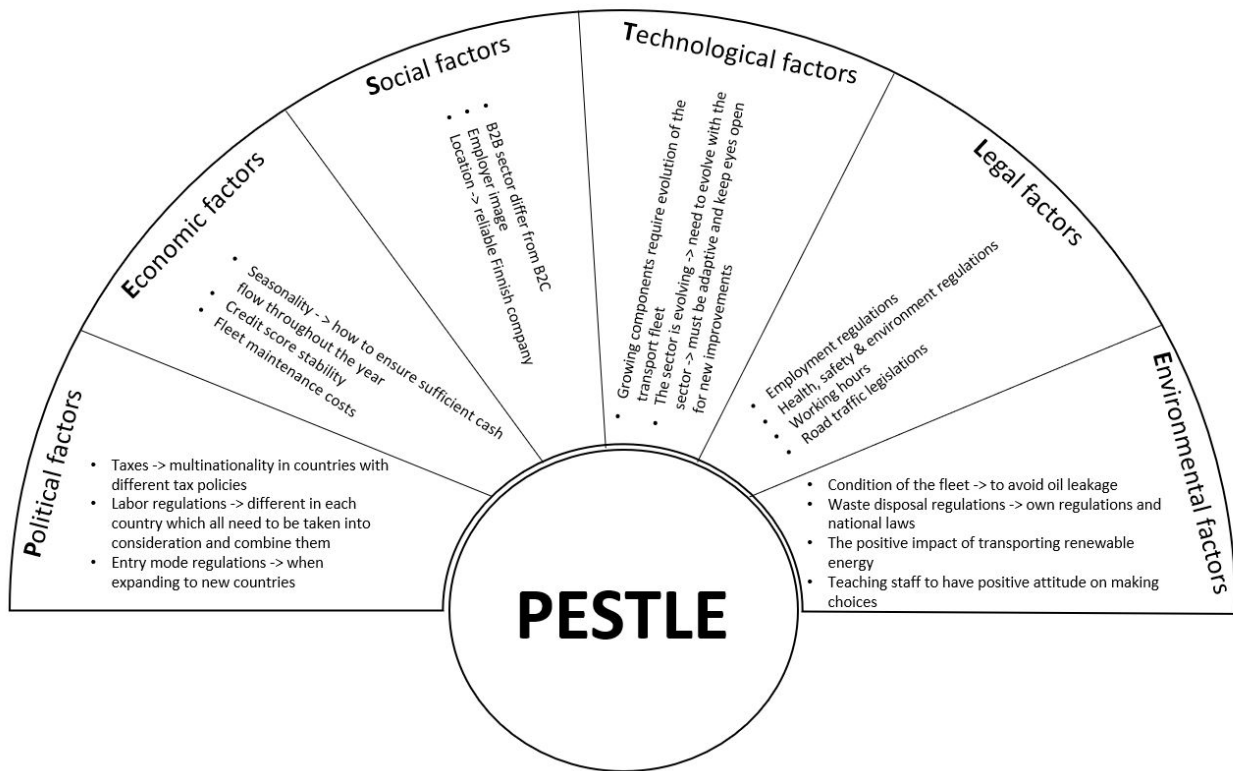 Political factors
• Taxes -> multinationality in countries with
different tax policies
• Labor regulations -> different in each
country which all need to be taken into
consideration and combine them
• Entry mode regulations -> when
expanding to new countries
Economic factors
• Seasonality -> how to ensure sufficient cash
flow throughout the year
• Credit score stability
• Fleet maintenance costs
Social factors
• B2B sector differ from B2C
• Employer image
• Location -> reliable Finnish company
Technological factors
• Growing components require evolution of the
transport fleet
• The sector is evolving -> need to evolve with the
sector -> must be adaptive and keep eyes open
for new improvements
Legal factors
• Employment regulations
• Health, safety & environment regulations
• Working hours
• Road traffic legislations
Environmental factors
• Condition of the fleet -> to avoid oil leakage
• Waste disposal regulations -> own regulations and
national laws
• The positive impact of transporting renewable
energy
• Teaching staff to have positive attitude on making
choices
PESTLE